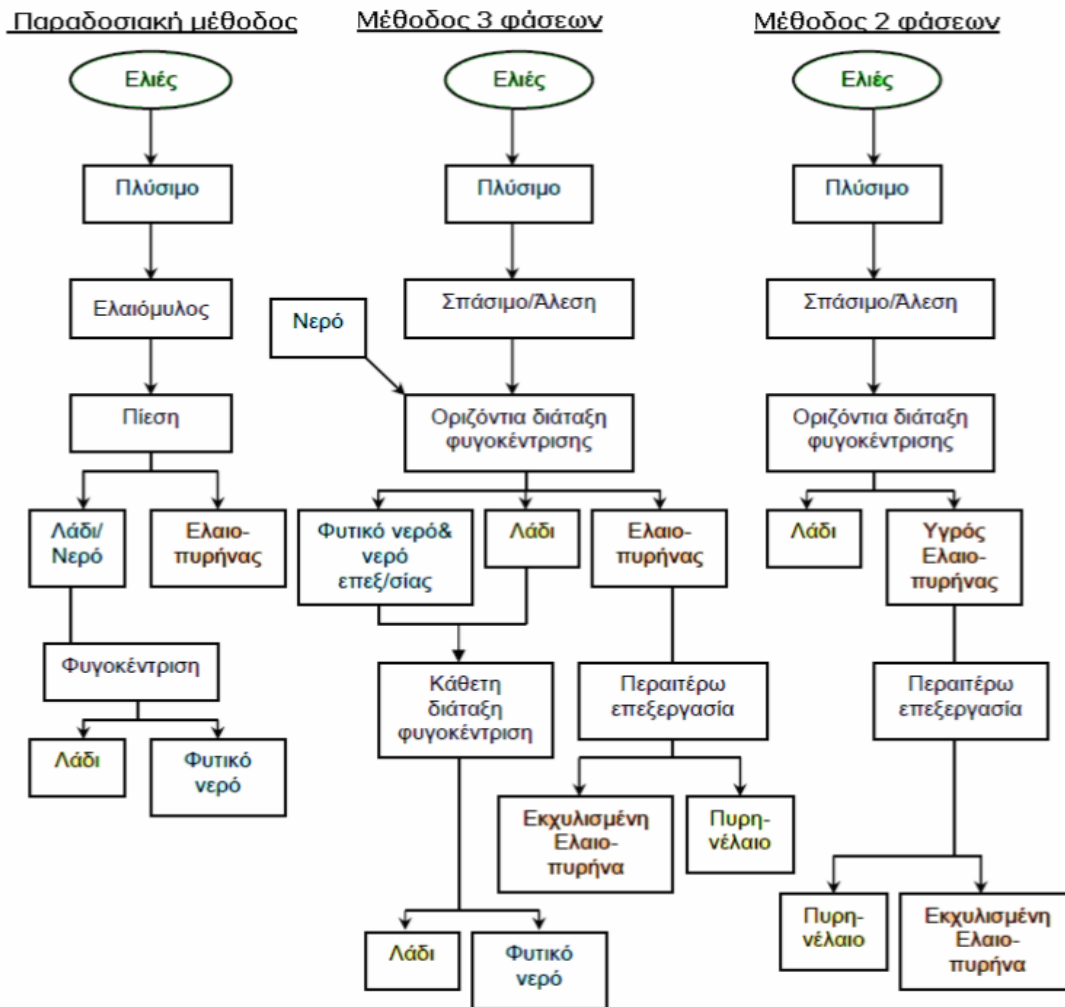 Παραδοσιακή μέθοδος
Ελιές
Πλύσιμο
Ελαιόμυλος
Πίεση
Λάδι/
Νερό
Ελαιο-
πυρήνας
Φυγοκέντριση
Λάδι
Φυτικό
νερό
Μέθοδος 3 φάσεων
Ελιές
Πλύσιμο
Σπάσιμο/Άλεση
Νερό
Οριζόντια διάταξη
φυγοκέντρισης
Φυτικό νερό&
νερό
επεξ/σίας
Λάδι
Ελαιο-
πυρήνας
Κάθετη
διάταξη
φυγοκέντριση
Περαιτέρω
επεξεργασία
Εκχυλισμένη
Ελαιο-
πυρήνα
Πυρη-
νέλαιο
Λάδι
Φυτικό
νερό
Μέθοδος 2 φάσεων
Ελιές
Πλύσιμο
Σπάσιμο/Άλεση
Οριζόντια διάταξη
φυγοκέντρισης
Λάδι
Υγρός
Ελαιο-
πυρήνας
Περαιτέρω
επεξεργασία
Πυρη-
νέλαιο
Εκχυλισμένη
Ελαιο-
πυρήνα